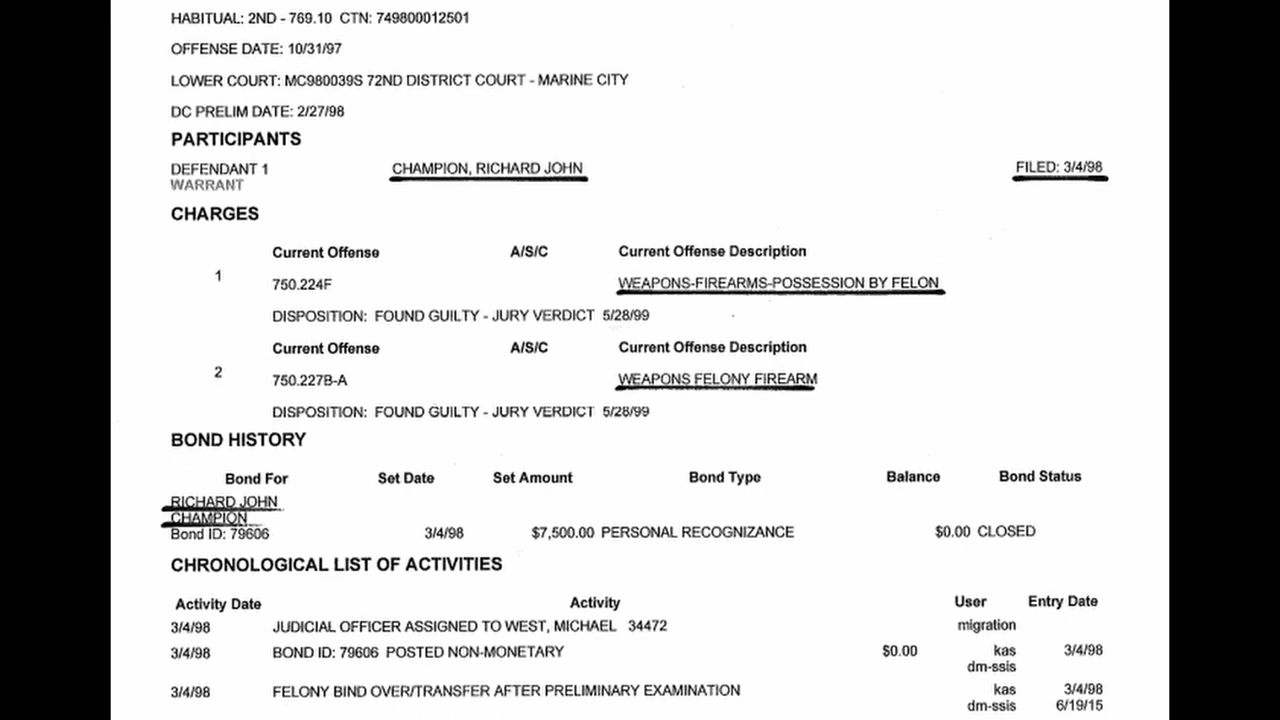 HABITUAL: 2ND - 769.10 CTN: 749800012501
OFFENSE DATE: 10/31/97
LOWER COURT: MC980039S 72ND DISTRICT COURT - MARINE CITY
DC PRELIM DATE: 2/27/98
PARTICIPANTS
DEFENDANT 1 CHAMPION, RICHARD JOHN FILED: 3/4/98
WARRANT
CHARGES
Current Offense A/S/C Current Offense Description
1 750.224F WEAPONS-FIREARMS-POSSESSION BY FELON
DISPOSITION: FOUND GUILTY - JURY VERDICT 5/28/99
Current Offense A/S/C Current Offense Description
2 750.227B-A WEAPONS FELONY FIREARM
DISPOSITION: FOUND GUILTY - JURY VERDICT 5/28/99
BOND HISTORY
Bond For Set Date Set Amount Bond Type Balance Bond Status
RICHARD JOHN
CHAMPION
Bond ID: 79606 3/4/98 $7,500.00 PERSONAL RECOGNIZANCE $0.00 CLOSED
CHRONOLOGICAL LIST OF ACTIVITIES
Activity Date Activity User Entry Date
3/4/98 JUDICIAL OFFICER ASSIGNED TO WEST, MICHAEL 34472 migration
3/4/98 BOND ID: 79606 POSTED NON-MONETARY $0.00 kas 3/4/98
dm-ssis
3/4/98 FELONY BIND OVER/TRANSFER AFTER PRELIMINARY EXAMINATION kas 3/4/98
dm-ssis 6/19/15